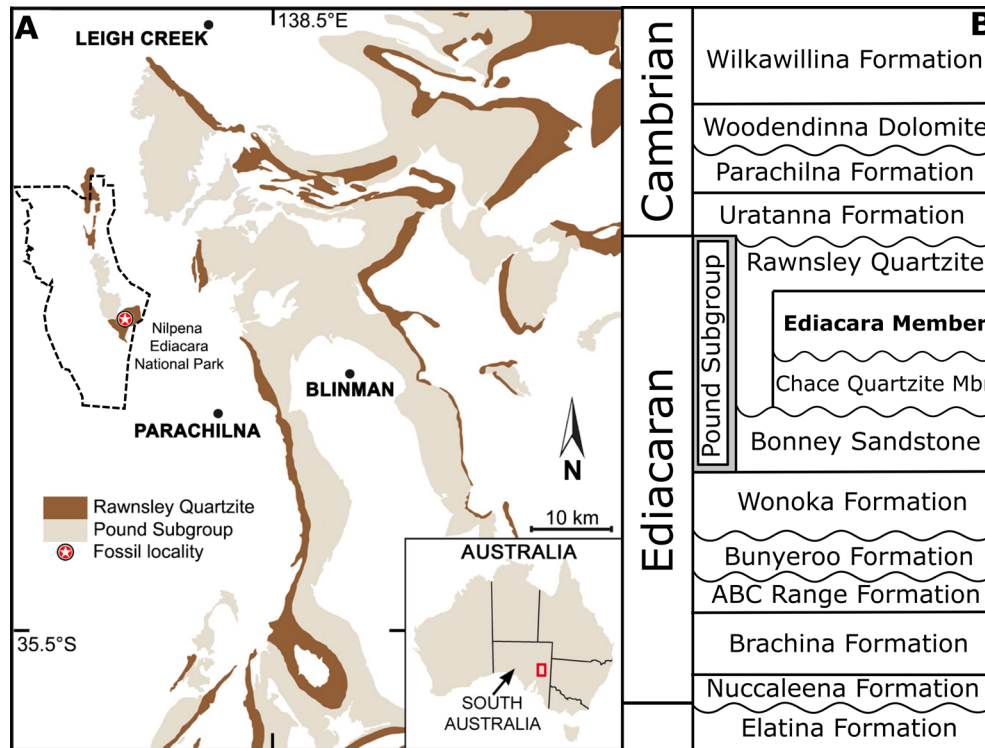 A
138.5°E
LEIGH CREEK
Nilpena
Ediacara
National Park
BLINMAN
PARACHILNA
N
Rawnsley Quartzite
Pound Subgroup
Fossil locality
10 km
35.5°S
AUSTRALIA
SOUTH
AUSTRALIA
B
Cambrian
Wilkawillina Formation
Woodendinna Dolomite
Parachilna Formation
Uratanna Formation
Ediacaran
Pound Subgroup
Rawnsley Quartzite
Ediacara Member
Chace Quartzite Mbr
Bonney Sandstone
Wonoka Formation
Bunyeroo Formation
ABC Range Formation
Brachina Formation
Nuccaleena Formation
Elatina Formation